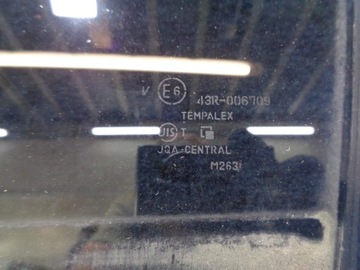 V E6 43R-006709
TEMPALEX
JIS T
JQA-CENTRAL
M263